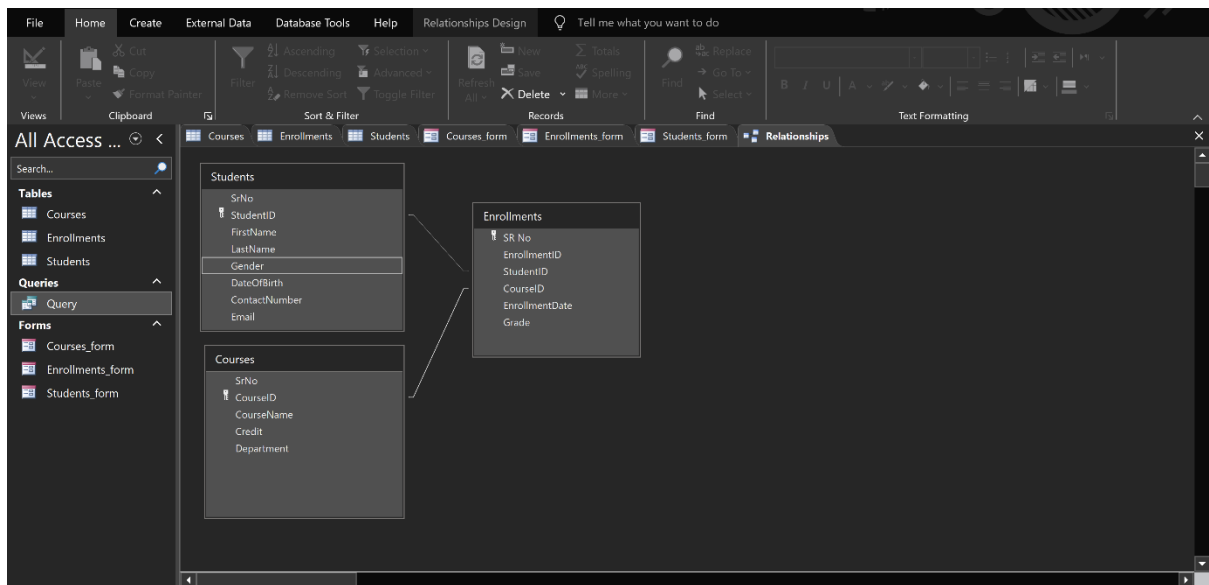 File Home Create External Data Database Tools Help Relationships Design Tell me what you want to do
View
Paste
Cut
Copy
Format Painter
Filter
Ascending
Descending
Remove Sort
Selection
Advanced
Toggle Filter
Refresh All
New
Save
Delete
Totals
Spelling
More
Find
Replace
Go To
Select
B I U A
Views Clipboard Sort & Filter Records Find Text Formatting
All Access ...
Search...
Tables
Courses
Enrollments
Students
Queries
Query
Forms
Courses_form
Enrollments_form
Students_form
Courses Enrollments Students Courses_form Enrollments_form Students_form Relationships
Students
SrNo
StudentID
FirstName
LastName
Gender
DateOfBirth
ContactNumber
Email
Enrollments
SR No
EnrollmentID
StudentID
CourseID
EnrollmentDate
Grade
Courses
SrNo
CourseID
CourseName
Credit
Department